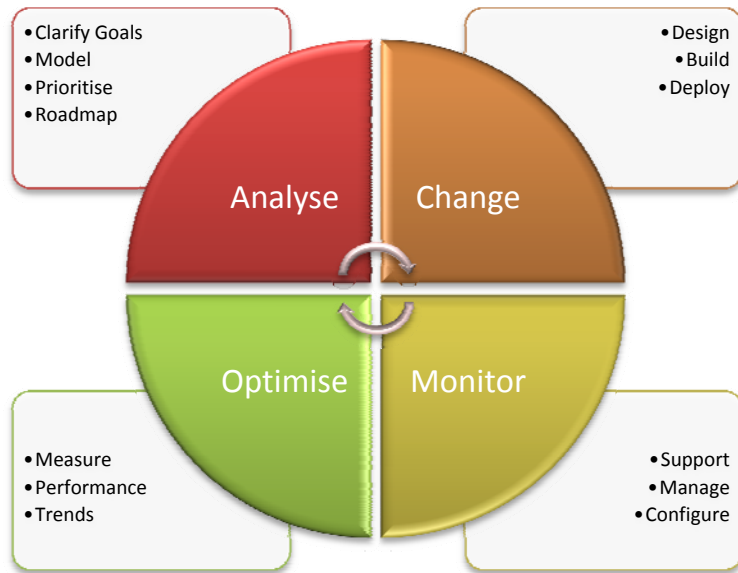 • Clarify Goals
• Model
• Prioritise
• Roadmap
• Design
• Build
• Deploy
Analyse
Change
Optimise
Monitor
• Measure
• Performance
• Trends
• Support
• Manage
• Configure